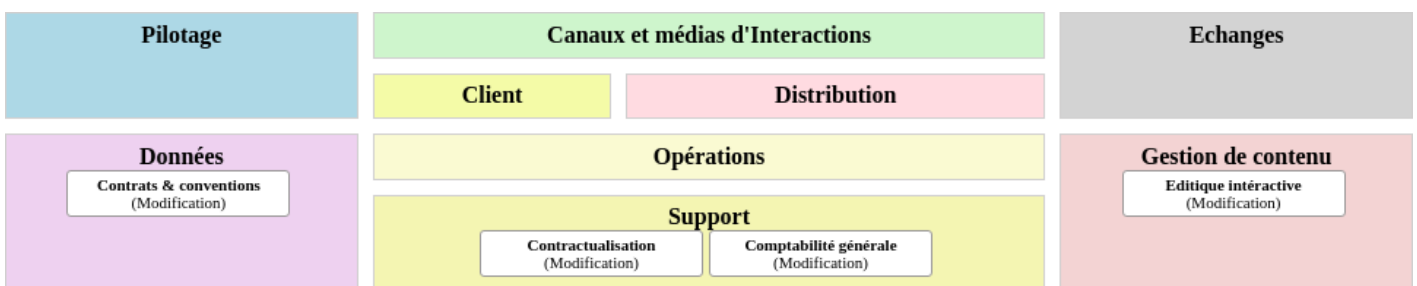 Pilotage
Canaux et médias d'Interactions
Echanges
Client
Distribution
Données
Contrats & conventions
(Modification)
Opérations
Gestion de contenu
Editique intéractive
(Modification)
Support
Contractualisation
(Modification)
Comptabilité générale
(Modification)